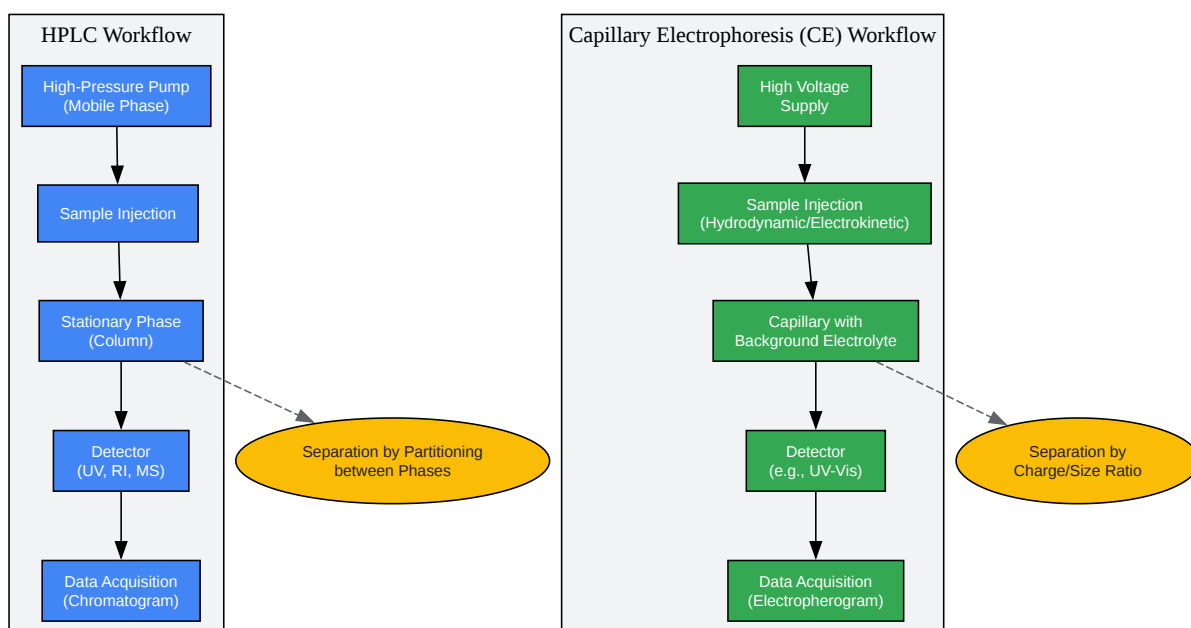 HPLC Workflow
High-Pressure Pump
(Mobile Phase)
Sample Injection
Stationary Phase
(Column)
Separation by Partitioning
between Phases
Detector
(UV, RI, MS)
Data Acquisition
(Chromatogram)
Capillary Electrophoresis (CE) Workflow
High Voltage
Supply
Sample Injection
(Hydrodynamic/Electrokinetic)
Capillary with
Background Electrolyte
Separation by
Charge/Size Ratio
Detector
(e.g., UV-Vis)
Data Acquisition
(Electropherogram)